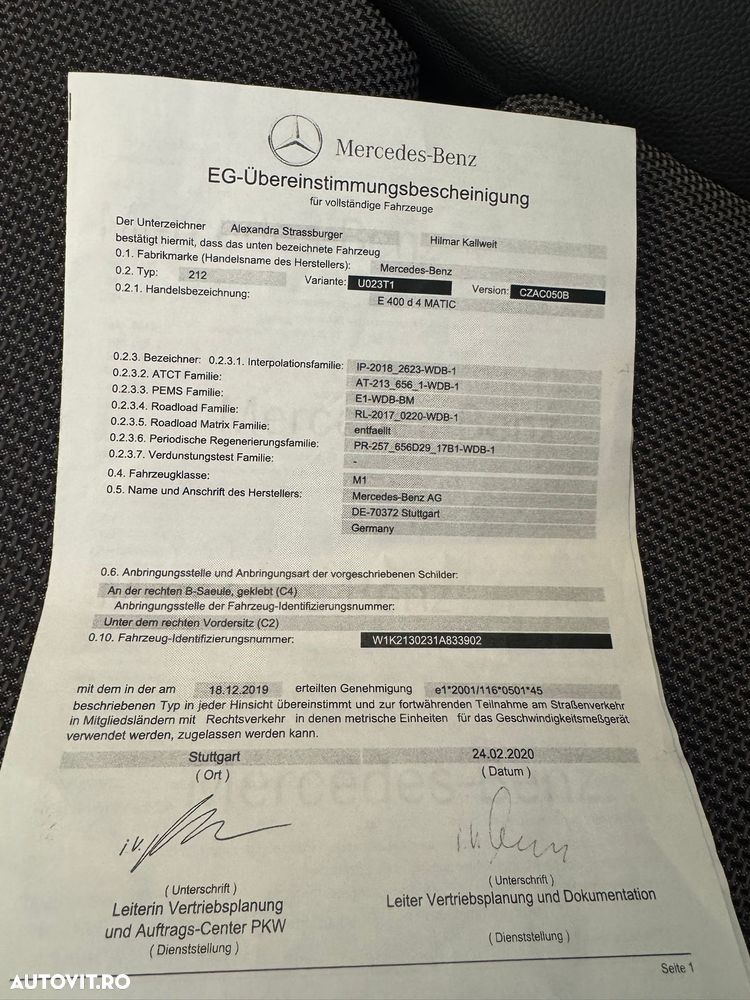 Mercedes-Benz
EG-Übereinstimmungsbescheinigung
für vollständige Fahrzeuge
Der Unterzeichner Alexandra Strassburger Hilmar Kallweit
bestätigt hiermit, dass das unten bezeichnete Fahrzeug
0.1. Fabrikmarke (Handelsname des Herstellers): Mercedes-Benz
0.2. Typ: 212 Variante: U023T1 Version: CZAC050B
0.2.1. Handelsbezeichnung: E 400 d 4 MATIC
0.2.3. Bezeichner: 0.2.3.1. Interpolationsfamilie: IP-2018_2623-WDB-1
0.2.3.2. ATCT Familie: AT-213_656_1-WDB-1
0.2.3.3. PEMS Familie: E1-WDB-BM
0.2.3.4. Roadload Familie: RL-2017_0220-WDB-1
0.2.3.5. Roadload Matrix Familie: entfaellt
0.2.3.6. Periodische Regenerierungsfamilie: PR-257_656D29_17B1-WDB-1
0.2.3.7. Verdunstungstest Familie: -
0.4. Fahrzeugklasse: M1
0.5. Name und Anschrift des Herstellers: Mercedes-Benz AG
DE-70372 Stuttgart
Germany
0.6. Anbringungsstelle und Anbringungsart der vorgeschriebenen Schilder:
An der rechten B-Saeule, geklebt (C4)
Anbringungsstelle der Fahrzeug-Identifizierungsnummer:
Unter dem rechten Vordersitz (C2)
0.10. Fahrzeug-Identifizierungsnummer: W1K2130231A833902
mit dem in der am 18.12.2019 erteilten Genehmigung e1*2001/116*0501*45
beschriebenen Typ in jeder Hinsicht übereinstimmt und zur fortwährenden Teilnahme am Straßenverkehr
in Mitgliedsländern mit Rechtsverkehr in denen metrische Einheiten für das Geschwindigkeitsmeßgerät
verwendet werden, zugelassen werden kann.
Stuttgart 24.02.2020
( Ort ) ( Datum )
i.V. i.V.
( Unterschrift ) ( Unterschrift )
Leiterin Vertriebsplanung Leiter Vertriebsplanung und Dokumentation
und Auftrags-Center PKW
( Dienststellung ) ( Dienststellung )
Seite 1
AUTOVIT.RO